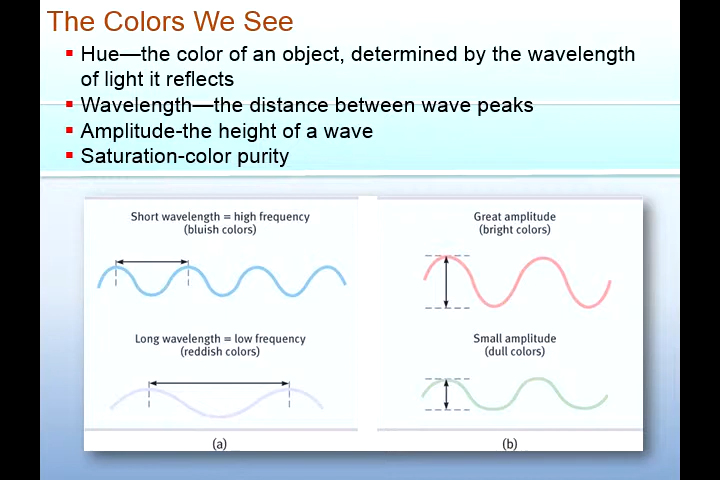 The Colors We See
Hue—the color of an object, determined by the wavelength
of light it reflects
Wavelength—the distance between wave peaks
Amplitude-the height of a wave
Saturation-color purity
Short wavelength = high frequency
(bluish colors)
Long wavelength = low frequency
(reddish colors)
(a)
Great amplitude
(bright colors)
Small amplitude
(dull colors)
(b)